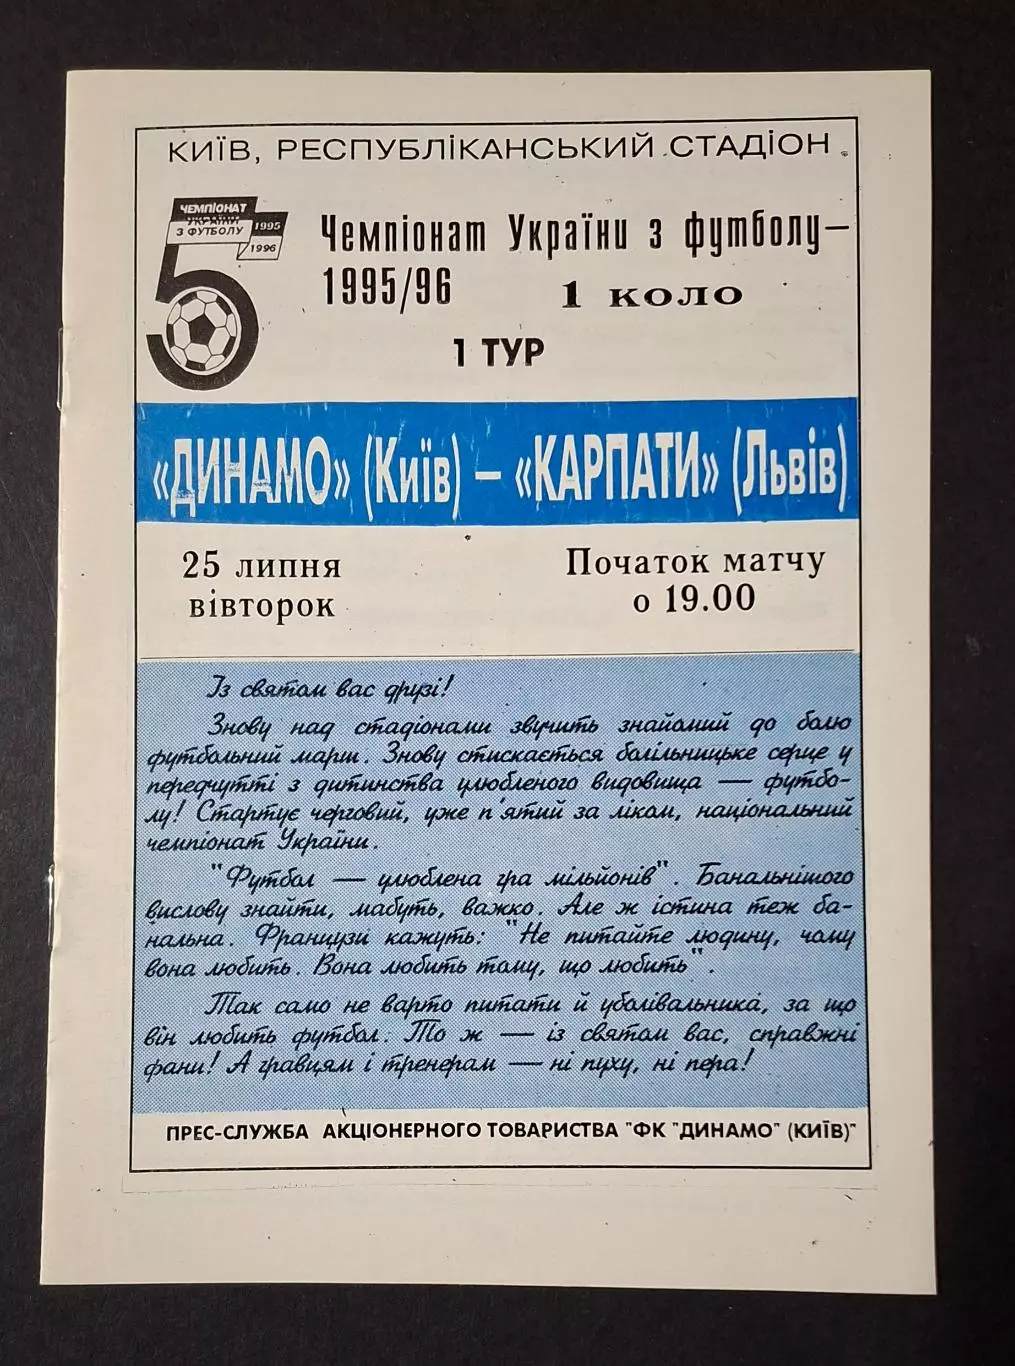 КИЇВ, РЕСПУБЛІКАНСЬКИЙ СТАДІОН
ЧЕМПІОНАТ
УКРАЇНИ
З ФУТБОЛУ
1995
1996
5
Чемпіонат України з футболу—
1995/96 1 коло
1 ТУР
«ДИНАМО» (Київ) – «КАРПАТИ» (Львів)
25 липня
вівторок
Початок матчу
о 19.00
Із святом вас друзі!
Знову над стадіонами звучить знайомий до болю
футбольний марш. Знову стискається болільницьке серце у
передчутті з дитинства улюбленого видовища — футбо-
лу! Стартує черговий, уже п'ятий за ліком, національний
чемпіонат України.
"Футбол — улюблена гра мільйонів". Банальнішого
вислову знайти, мабуть, важко. Але ж істина теж ба-
нальна. Французи кажуть: "Не питайте людину, чому
вона любить. Вона любить тому, що любить".
Так само не варто питати й уболівальника, за що
він любить футбол. То ж — із святом вас, справжні
фани! А гравцям і тренерам — ні пуху, ні пера!
ПРЕС-СЛУЖБА АКЦІОНЕРНОГО ТОВАРИСТВА "ФК "ДИНАМО" (КИЇВ)"